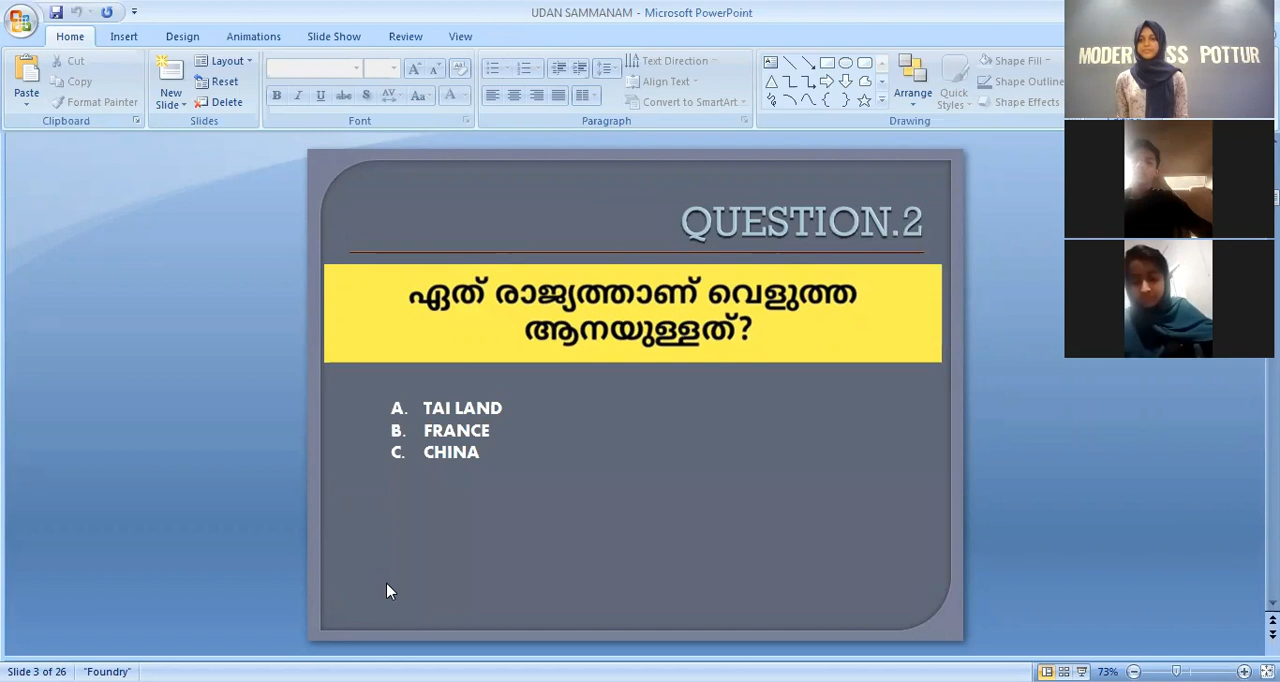 UDAN SAMMANAM - Microsoft PowerPoint
Home Insert Design Animations Slide Show Review View
Paste
Cut
Copy
Format Painter
Clipboard
New Slide
Layout
Reset
Delete
Slides
B I U abc S AV Aa A
Font
Text Direction
Align Text
Convert to SmartArt
Paragraph
Arrange
Quick Styles
Shape Fill
Shape Outline
Shape Effects
Drawing
POTTUR
QUESTION.2
ഏത് രാജ്യത്താണ് വെളുത്ത
ആനയുള്ളത്?
A. TAI LAND
B. FRANCE
C. CHINA
Slide 3 of 26 "Foundry" 73%